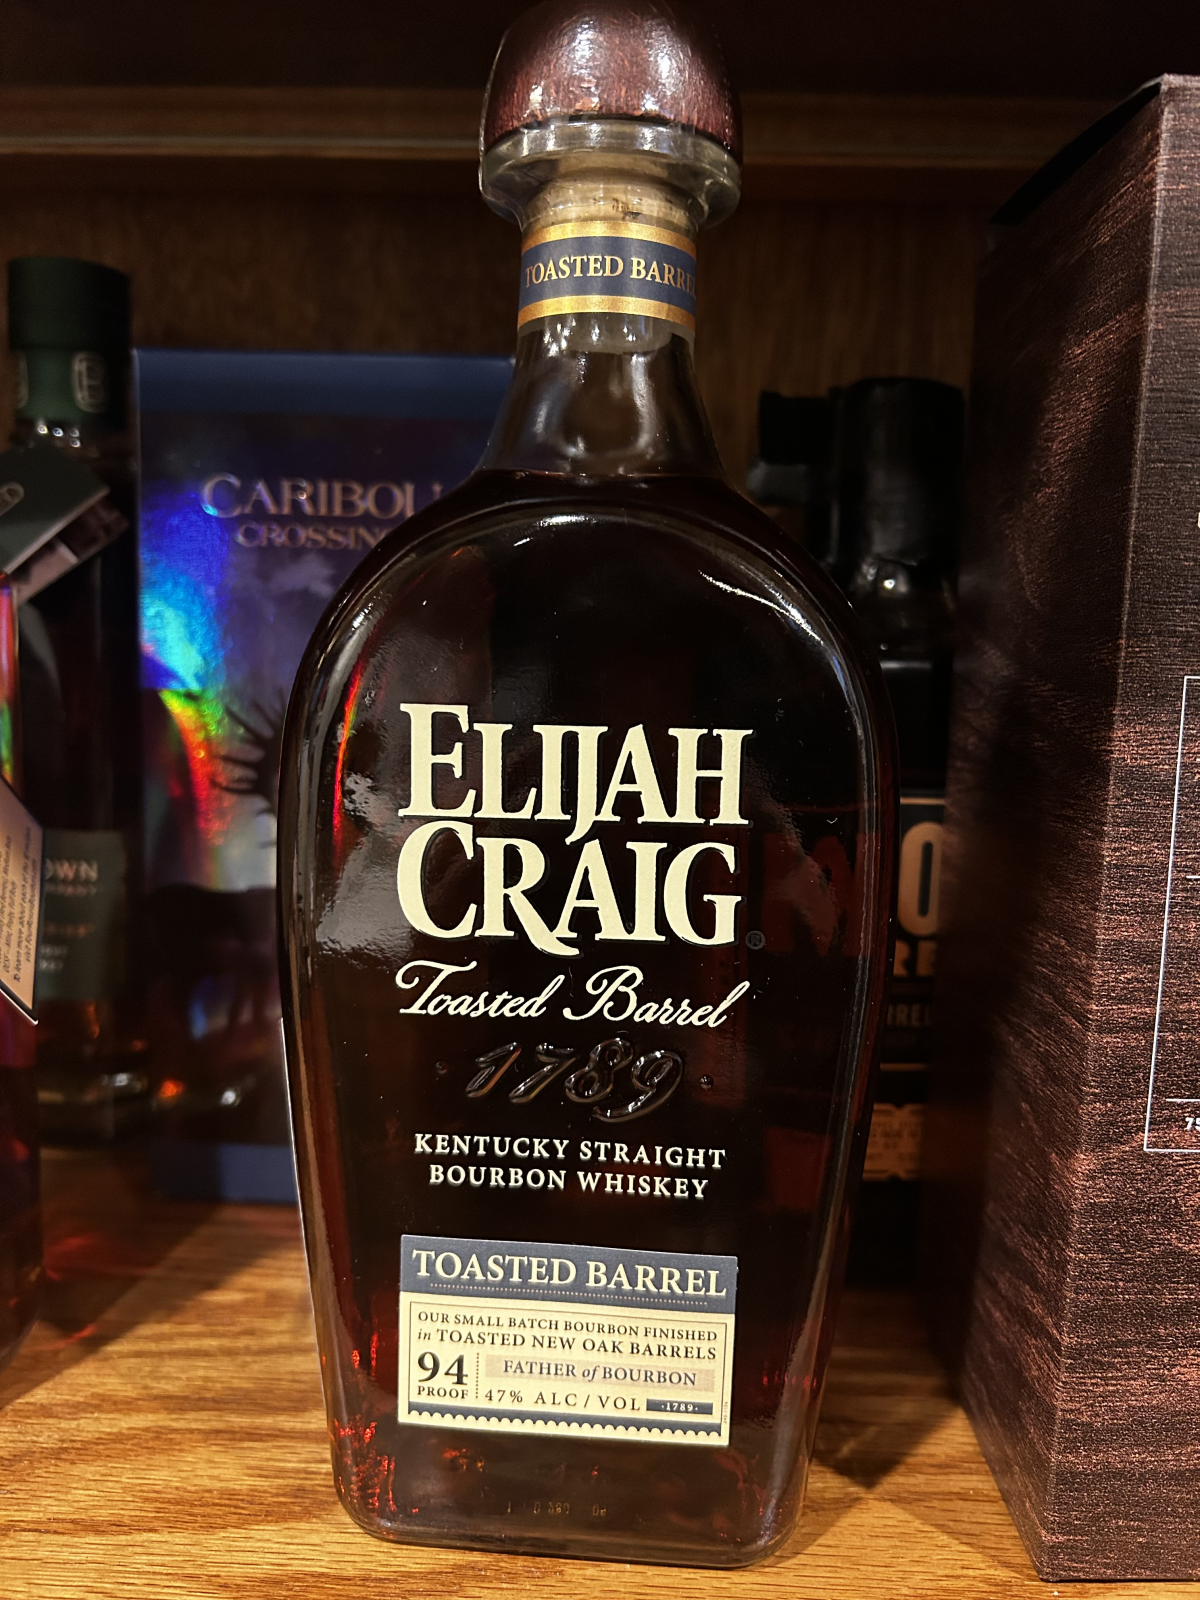 TOASTED BARREL
CARIBOU
CROSSING
ELIJAH
CRAIG®
Toasted Barrel
1789
KENTUCKY STRAIGHT
BOURBON WHISKEY
TOASTED BARREL
OUR SMALL BATCH BOURBON FINISHED
in TOASTED NEW OAK BARRELS
94
PROOF
FATHER of BOURBON
47% ALC/VOL
·1789·
OWN